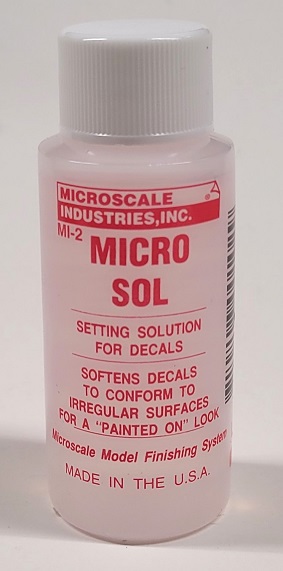 MICROSCALE
INDUSTRIES, INC.
MI-2
MICRO
SOL
SETTING SOLUTION
FOR DECALS
SOFTENS DECALS
TO CONFORM TO
IRREGULAR SURFACES
FOR A "PAINTED ON" LOOK
Microscale Model Finishing System
MADE IN THE U.S.A.